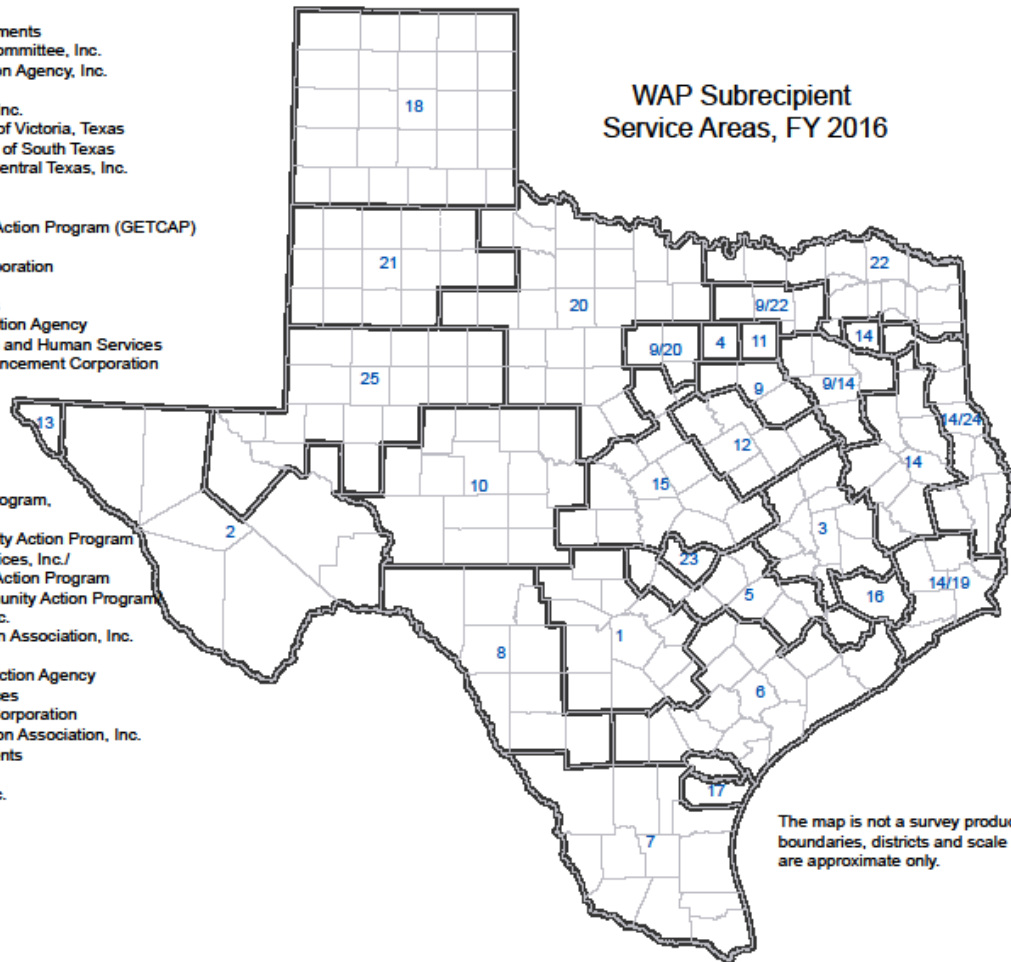 ments
ommittee, Inc.
on Agency, Inc.
nc.
of Victoria, Texas
of South Texas
entral Texas, Inc.
Action Program (GETCAP)
poration
tion Agency
and Human Services
ncement Corporation
ogram,
ity Action Program
ices, Inc./
Action Program
unity Action Program,
c.
n Association, Inc.
ction Agency
ces
orporation
on Association, Inc.
ents
c.
WAP Subrecipient
Service Areas, FY 2016
18
21
22
20
9/22
14
9/20
4
11
25
9
9/14
13
14/24
12
14
10
15
2
3
23
14/19
5
16
1
8
6
17
7
The map is not a survey produc
boundaries, districts and scale
are approximate only.